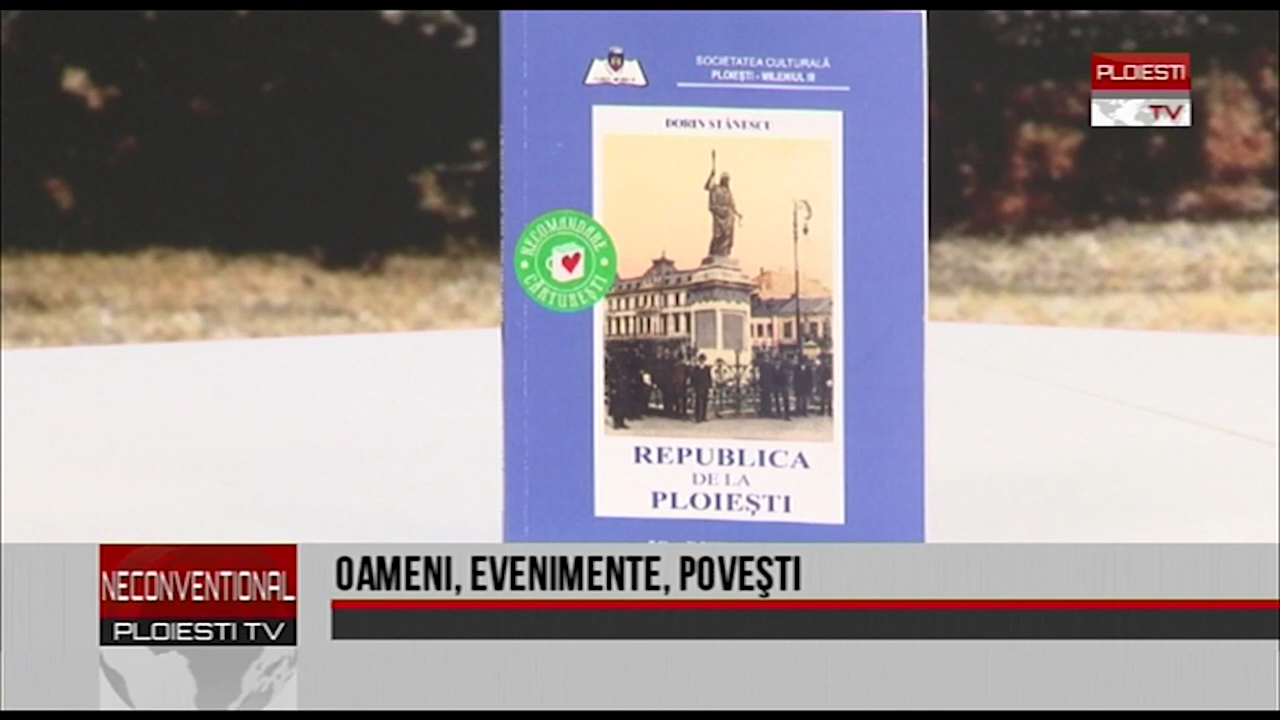 SOCIETATEA CULTURALĂ
PLOIEŞTI - MILENIUL III
PLOIESTI
TV
DORIN STĂNESCU
RECOMANDARE
CĂRTUREŞTI
REPUBLICA
DE LA
PLOIEŞTI
NECONVENTIONAL
PLOIESTI TV
OAMENI, EVENIMENTE, POVEŞTI